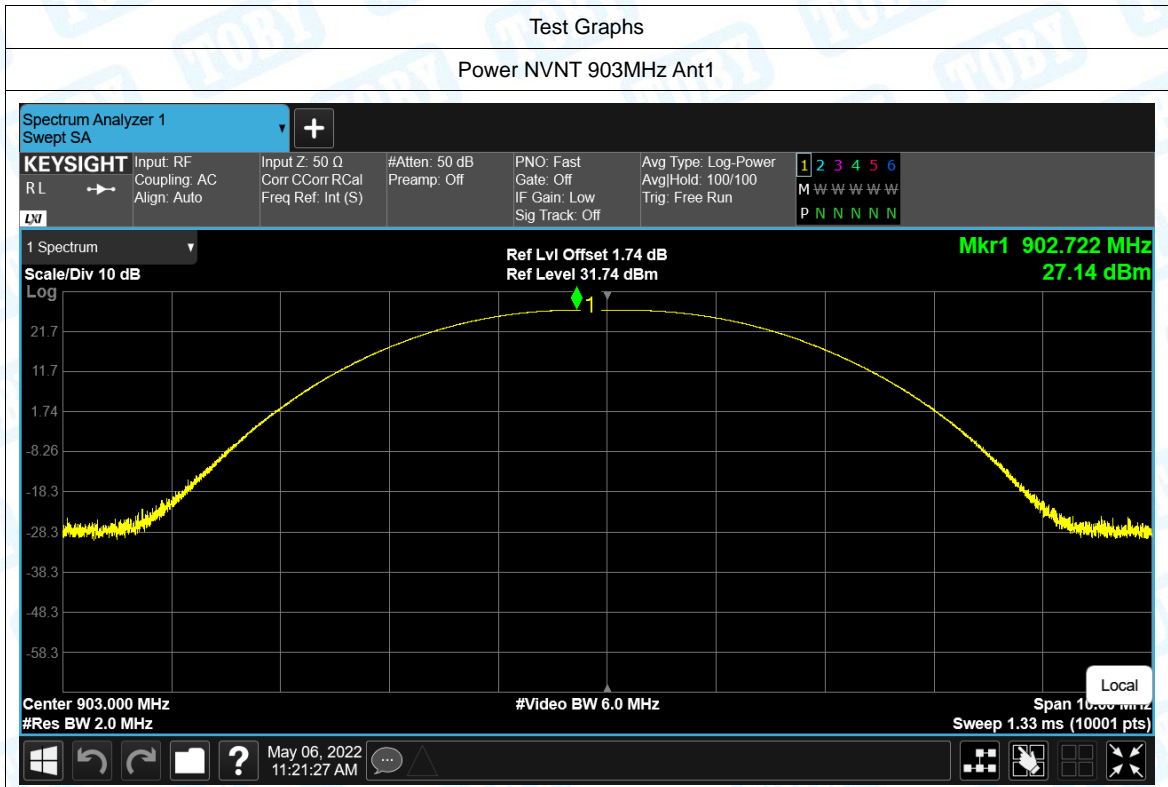 Test Graphs
Power NVNT 903MHz Ant1
Spectrum Analyzer 1
Swept SA
KEYSIGHT
R L
LXI
Input: RF
Coupling: AC
Align: Auto
Input Z: 50 Ω
Corr CCorr RCal
Freq Ref: Int (S)
#Atten: 50 dB
Preamp: Off
PNO: Fast
Gate: Off
IF Gain: Low
Sig Track: Off
Avg Type: Log-Power
Avg|Hold: 100/100
Trig: Free Run
1 2 3 4 5 6
M W W W W W
P N N N N N
1 Spectrum
Scale/Div 10 dB
Log
Ref Lvl Offset 1.74 dB
Ref Level 31.74 dBm
Mkr1 902.722 MHz
27.14 dBm
1
21.7
11.7
1.74
-8.26
-18.3
-28.3
-38.3
-48.3
-58.3
Local
Center 903.000 MHz
#Video BW 6.0 MHz
Span 10.00 MHz
#Res BW 2.0 MHz
Sweep 1.33 ms (10001 pts)
?
May 06, 2022
11:21:27 AM
TOBY